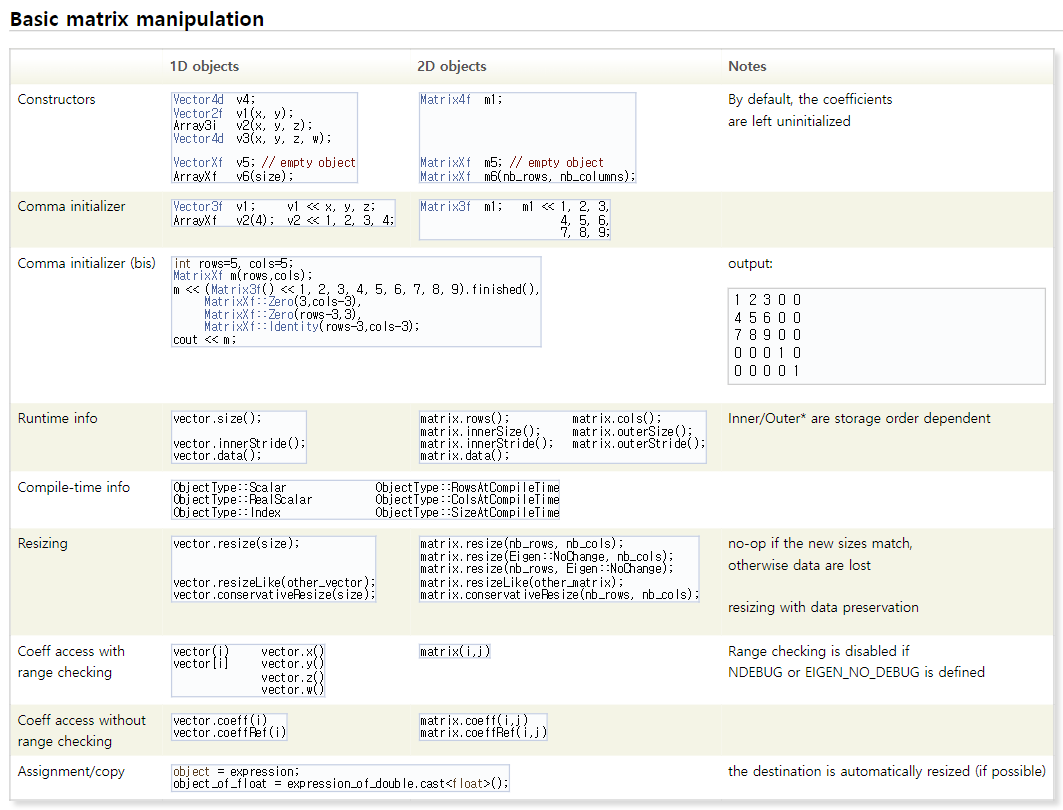 Basic matrix manipulation
1D objects 2D objects Notes
Constructors
Vector4d v4;
Vector2f v1(x, y);
Array3i v2(x, y, z);
Vector4d v3(x, y, z, w);
VectorXf v5; // empty object
ArrayXf v6(size);
Matrix4f m1;
MatrixXf m5; // empty object
MatrixXf m6(nb_rows, nb_columns);
By default, the coefficients
are left uninitialized
Comma initializer
Vector3f v1; v1 << x, y, z;
ArrayXf v2(4); v2 << 1, 2, 3, 4;
Matrix3f m1; m1 << 1, 2, 3,
4, 5, 6,
7, 8, 9;
Comma initializer (bis)
int rows=5, cols=5;
MatrixXf m(rows,cols);
m << (Matrix3f() << 1, 2, 3, 4, 5, 6, 7, 8, 9).finished(),
MatrixXf::Zero(3,cols-3),
MatrixXf::Zero(rows-3,3),
MatrixXf::Identity(rows-3,cols-3);
cout << m;
output:
1 2 3 0 0
4 5 6 0 0
7 8 9 0 0
0 0 0 1 0
0 0 0 0 1
Runtime info
vector.size();
vector.innerStride();
vector.data();
matrix.rows(); matrix.cols();
matrix.innerSize(); matrix.outerSize();
matrix.innerStride(); matrix.outerStride();
matrix.data();
Inner/Outer* are storage order dependent
Compile-time info
ObjectType::Scalar ObjectType::RowsAtCompileTime
ObjectType::RealScalar ObjectType::ColsAtCompileTime
ObjectType::Index ObjectType::SizeAtCompileTime
Resizing
vector.resize(size);
vector.resizeLike(other_vector);
vector.conservativeResize(size);
matrix.resize(nb_rows, nb_cols);
matrix.resize(Eigen::NoChange, nb_cols);
matrix.resize(nb_rows, Eigen::NoChange);
matrix.resizeLike(other_matrix);
matrix.conservativeResize(nb_rows, nb_cols);
no-op if the new sizes match,
otherwise data are lost
resizing with data preservation
Coeff access with
range checking
vector(i) vector.x()
vector[i] vector.y()
vector.z()
vector.w()
matrix(i,j)
Range checking is disabled if
NDEBUG or EIGEN_NO_DEBUG is defined
Coeff access without
range checking
vector.coeff(i)
vector.coeffRef(i)
matrix.coeff(i,j)
matrix.coeffRef(i,j)
Assignment/copy
object = expression;
object_of_float = expression_of_double.cast<float>();
the destination is automatically resized (if possible)